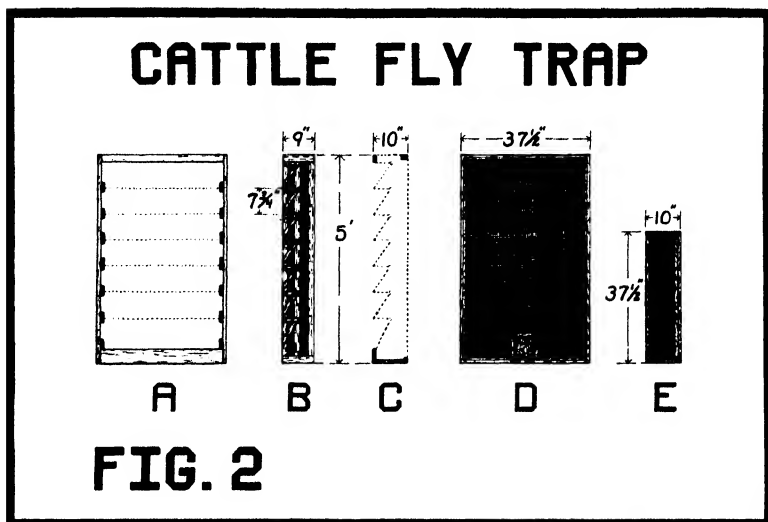 CATTLE FLY TRAP
9" 10" 37½"
7¾" 5' 10"
37½"
A B C D E
FIG. 2